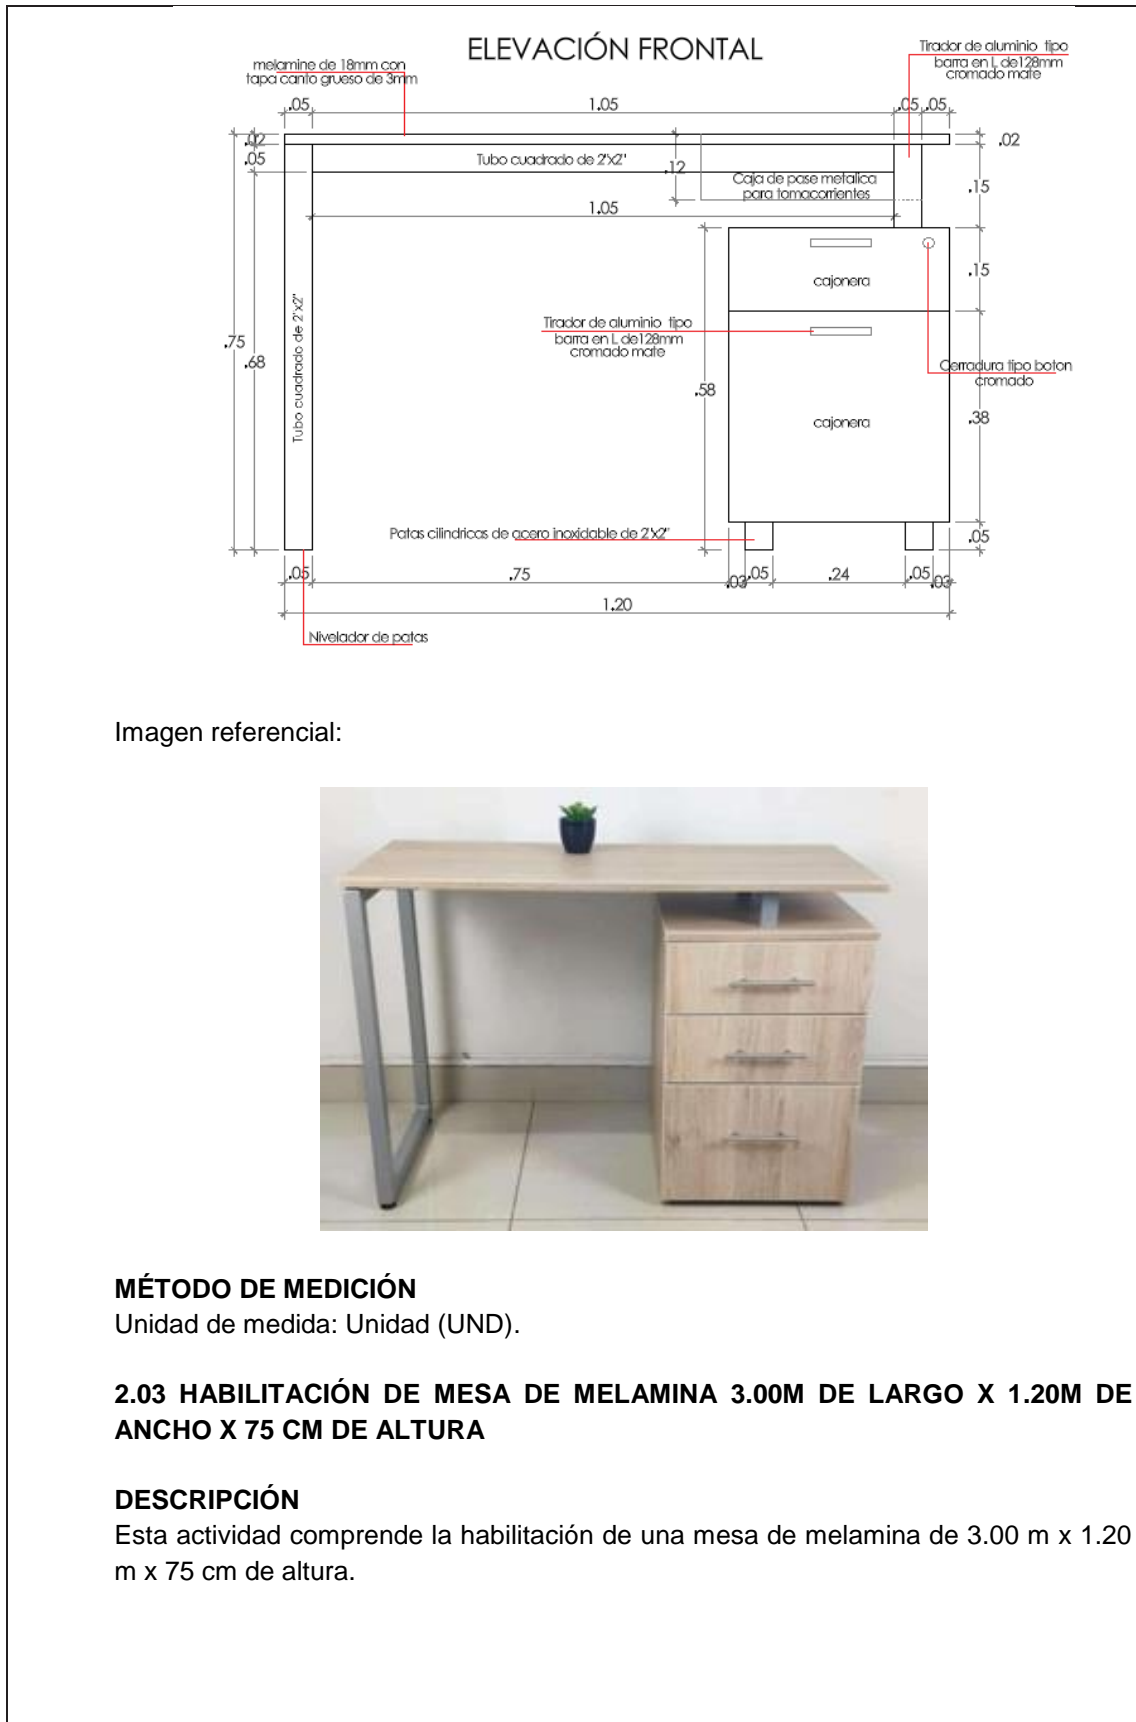 ELEVACIÓN FRONTAL
melamine de 18mm con
tapa canto grueso de 3mm
Tirador de aluminio tipo
barra en L de128mm
cromado mate
.05
1.05
.05
.05
.02
.05
Tubo cuadrado de 2"x2"
.12
Caja de pase metalica
para tomacorrientes
.02
.15
1.05
.15
cajonera
Tubo cuadrado de 2"x2"
Tirador de aluminio tipo
barra en L de128mm
cromado mate
.75
.68
.58
Cerradura tipo boton
cromado
cajonera
.38
Patas cilindricas de acero inoxidable de 2"x2"
.05
.05
.75
.03
.05
.24
.05
.03
1.20
Nivelador de patas
Imagen referencial:
MÉTODO DE MEDICIÓN
Unidad de medida: Unidad (UND).
2.03 HABILITACIÓN DE MESA DE MELAMINA 3.00M DE LARGO X 1.20M DE
ANCHO X 75 CM DE ALTURA
DESCRIPCIÓN
Esta actividad comprende la habilitación de una mesa de melamina de 3.00 m x 1.20
m x 75 cm de altura.